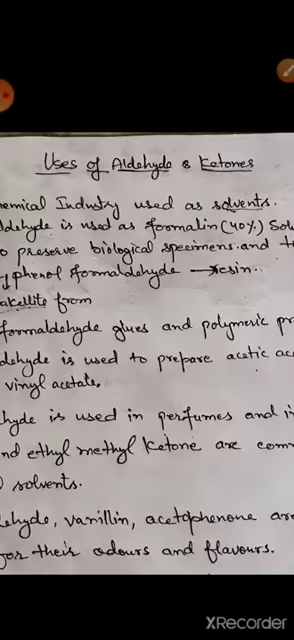 Uses of Aldehyde & Ketones
hemical Industry used as solvents.
ldehyde is used as formalin (40%) Sol
o preserve biological specimens and t
phenol formaldehyde → resin..
akellite from
formaldehyde glues and polymeric pr
dehyde is used to prepare acetic ac
vinyl acetate.
hyde is used in perfumes and i
nd ethyl methyl Ketone are com
solvents.
dehyde, vanillin, acetophenone ar
for their odours and flavours.
XRecorder